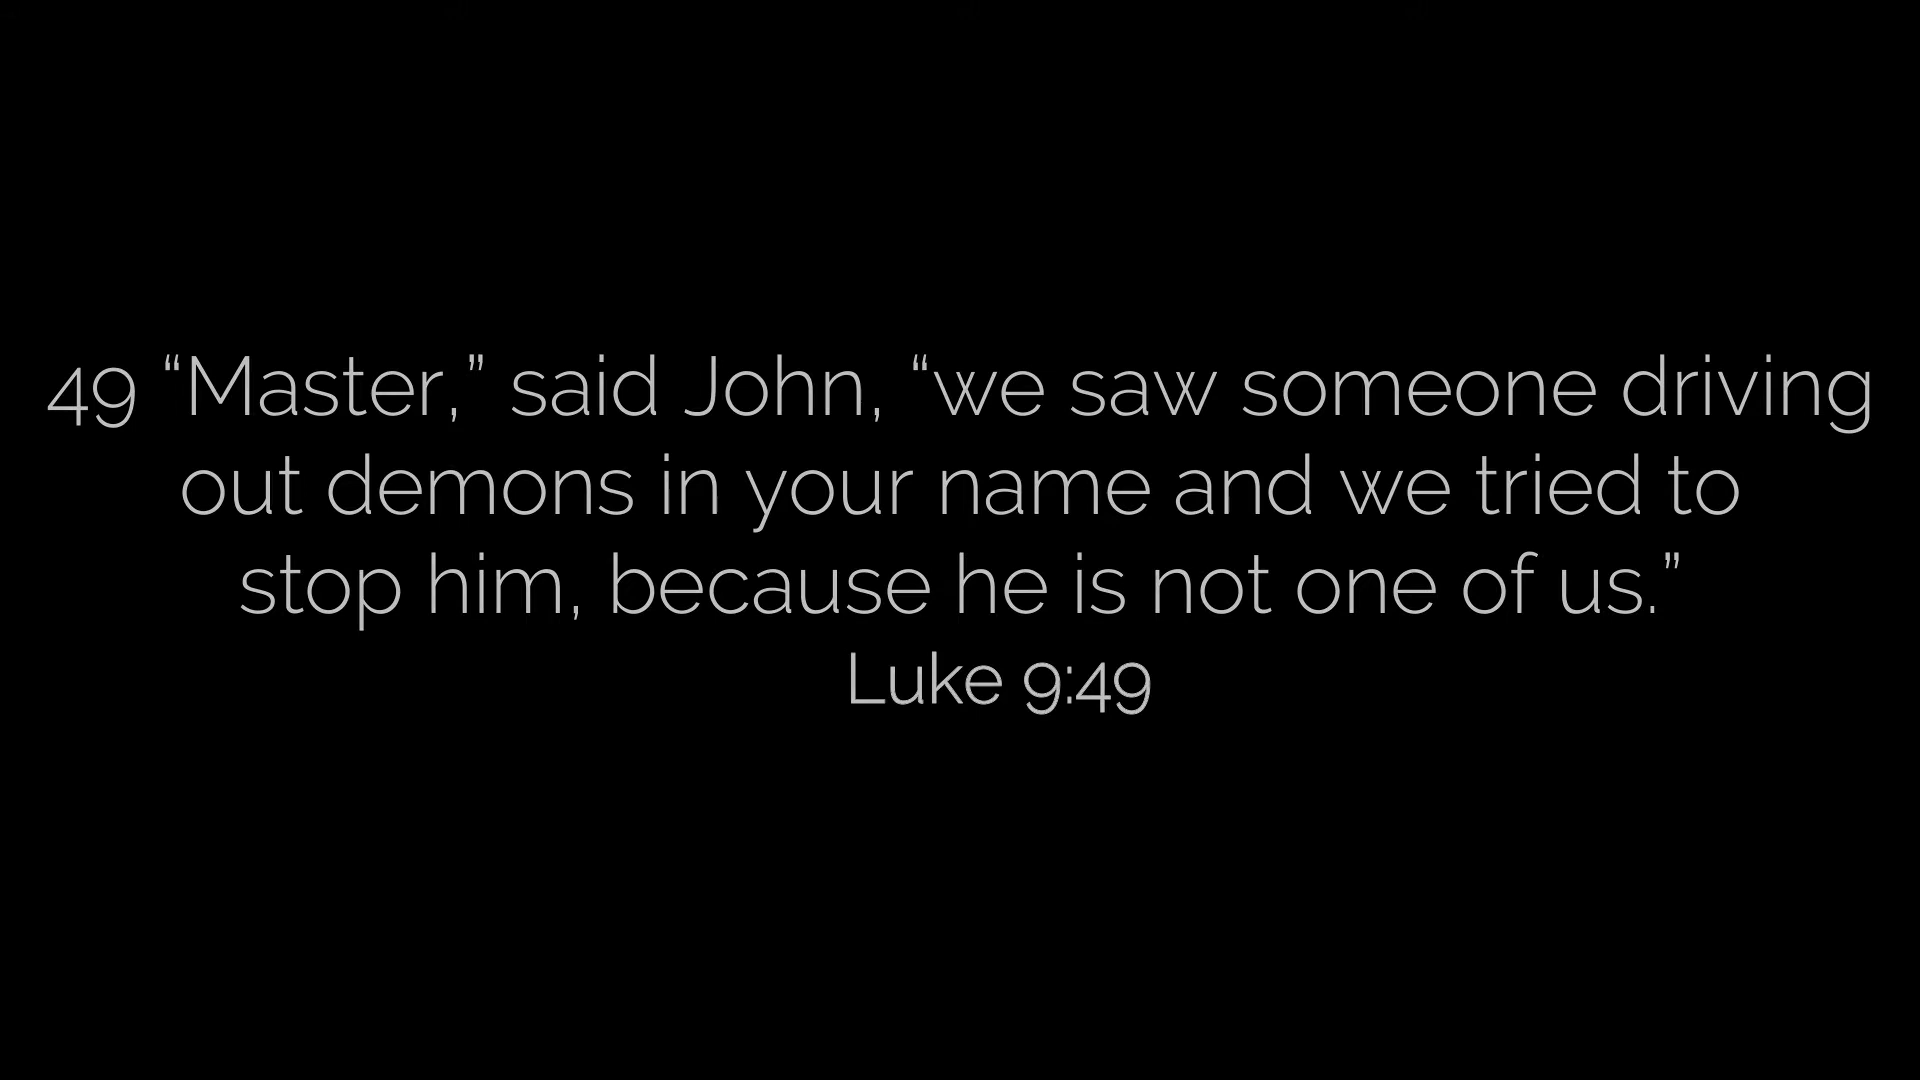 49 “Master,” said John, “we saw someone driving
out demons in your name and we tried to
stop him, because he is not one of us.”
Luke 9:49